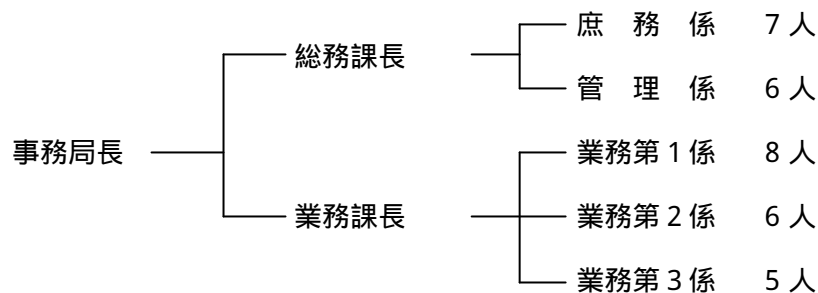 庶　務　係　7 人
総務課長
管　理　係　6 人
事務局長
業務第 1 係　8 人
業務課長
業務第 2 係　6 人
業務第 3 係　5 人